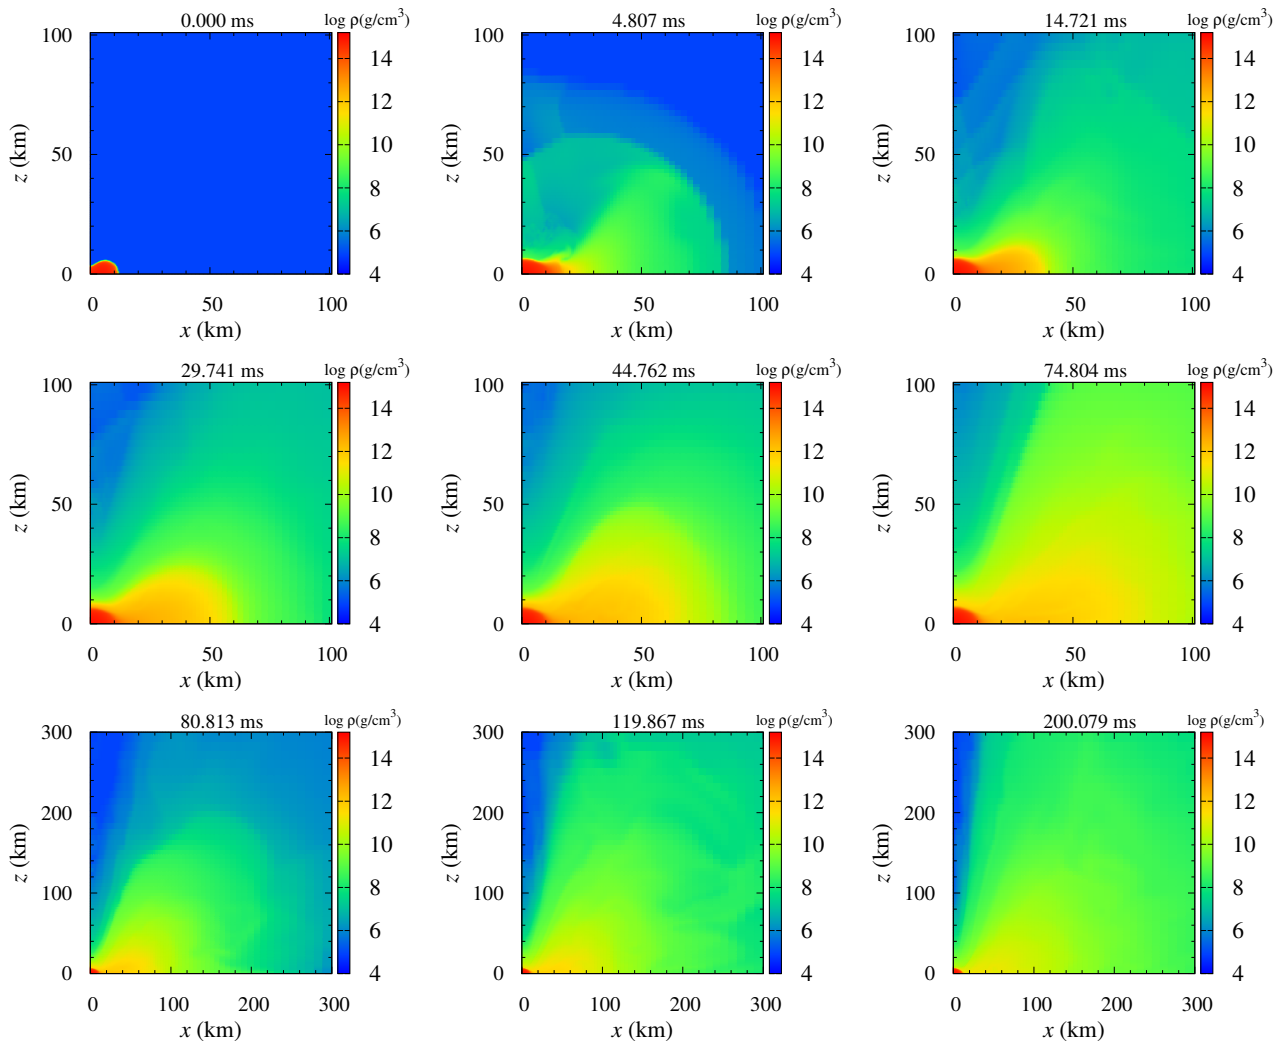 0.000 ms log ρ(g/cm³) 4.807 ms log ρ(g/cm³) 14.721 ms log ρ(g/cm³)
100 14 100 14 100 14
12 12 12
z (km) 50 10 z (km) 50 10 z (km) 50 10
8 8 8
6 6 6
0 4 0 4 0 4
0 50 100 0 50 100 0 50 100
x (km) x (km) x (km)
29.741 ms log ρ(g/cm³) 44.762 ms log ρ(g/cm³) 74.804 ms log ρ(g/cm³)
100 14 100 14 100 14
12 12 12
z (km) 50 10 z (km) 50 10 z (km) 50 10
8 8 8
6 6 6
0 4 0 4 0 4
0 50 100 0 50 100 0 50 100
x (km) x (km) x (km)
80.813 ms log ρ(g/cm³) 119.867 ms log ρ(g/cm³) 200.079 ms log ρ(g/cm³)
300 14 300 14 300 14
200 12 200 12 200 12
z (km) 10 z (km) 10 z (km) 10
100 8 100 8 100 8
6 6 6
0 4 0 4 0 4
0 100 200 300 0 100 200 300 0 100 200 300
x (km) x (km) x (km)